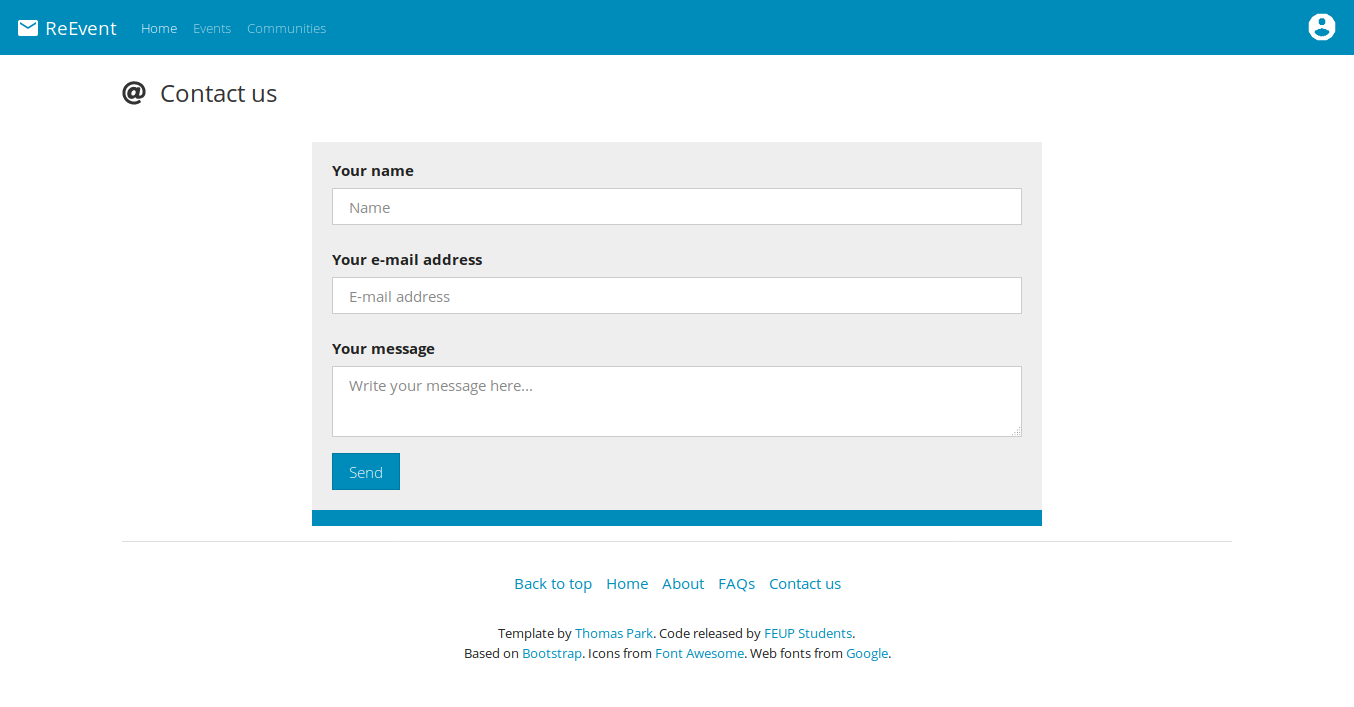 ReEvent Home Events Communities
@ Contact us
Your name
Name
Your e-mail address
E-mail address
Your message
Write your message here...
Send
Back to top Home About FAQs Contact us
Template by Thomas Park. Code released by FEUP Students.
Based on Bootstrap. Icons from Font Awesome. Web fonts from Google.